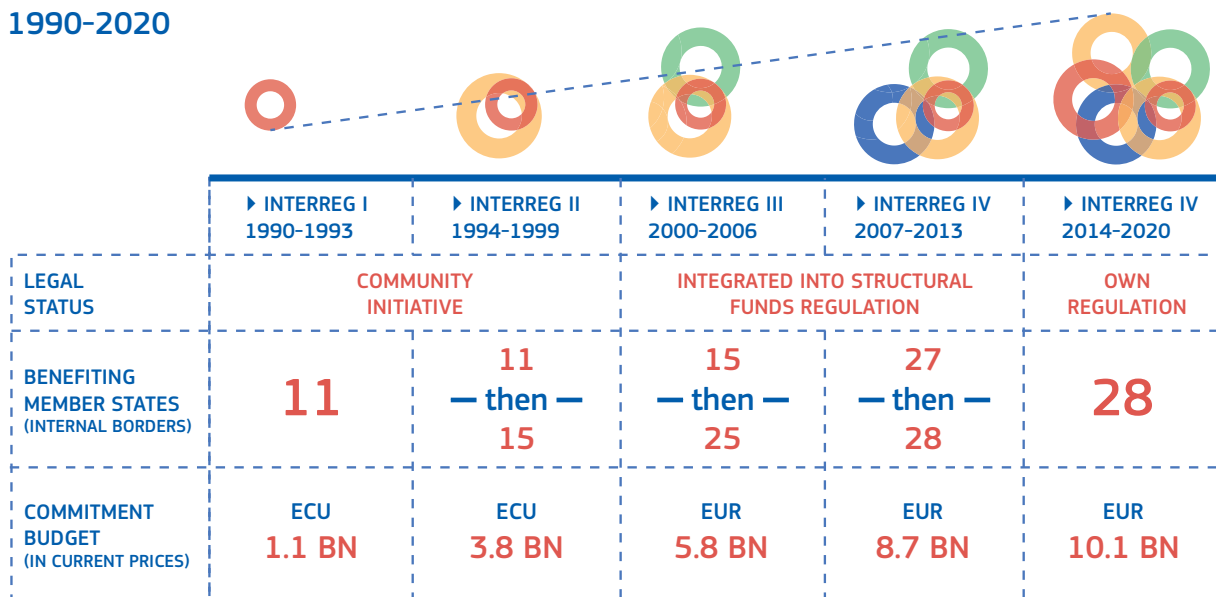 1990-2020
▸ INTERREG I
1990-1993
▸ INTERREG II
1994-1999
▸ INTERREG III
2000-2006
▸ INTERREG IV
2007-2013
▸ INTERREG IV
2014-2020
LEGAL
STATUS
COMMUNITY
INITIATIVE
INTEGRATED INTO STRUCTURAL
FUNDS REGULATION
OWN
REGULATION
BENEFITING
MEMBER STATES
(INTERNAL BORDERS)
11
11
— then —
15
15
— then —
25
27
— then —
28
28
COMMITMENT
BUDGET
(IN CURRENT PRICES)
ECU
1.1 BN
ECU
3.8 BN
EUR
5.8 BN
EUR
8.7 BN
EUR
10.1 BN